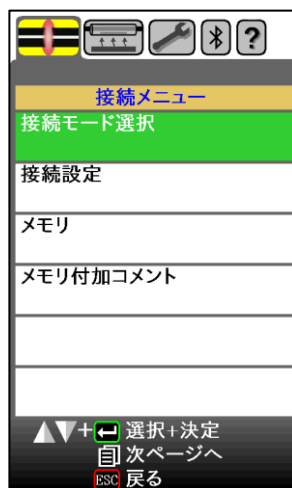 ?
接続メニュー
接続モード選択
接続設定
メモリ
メモリ付加コメント
+ 選択+決定
次ページへ
ESC 戻る